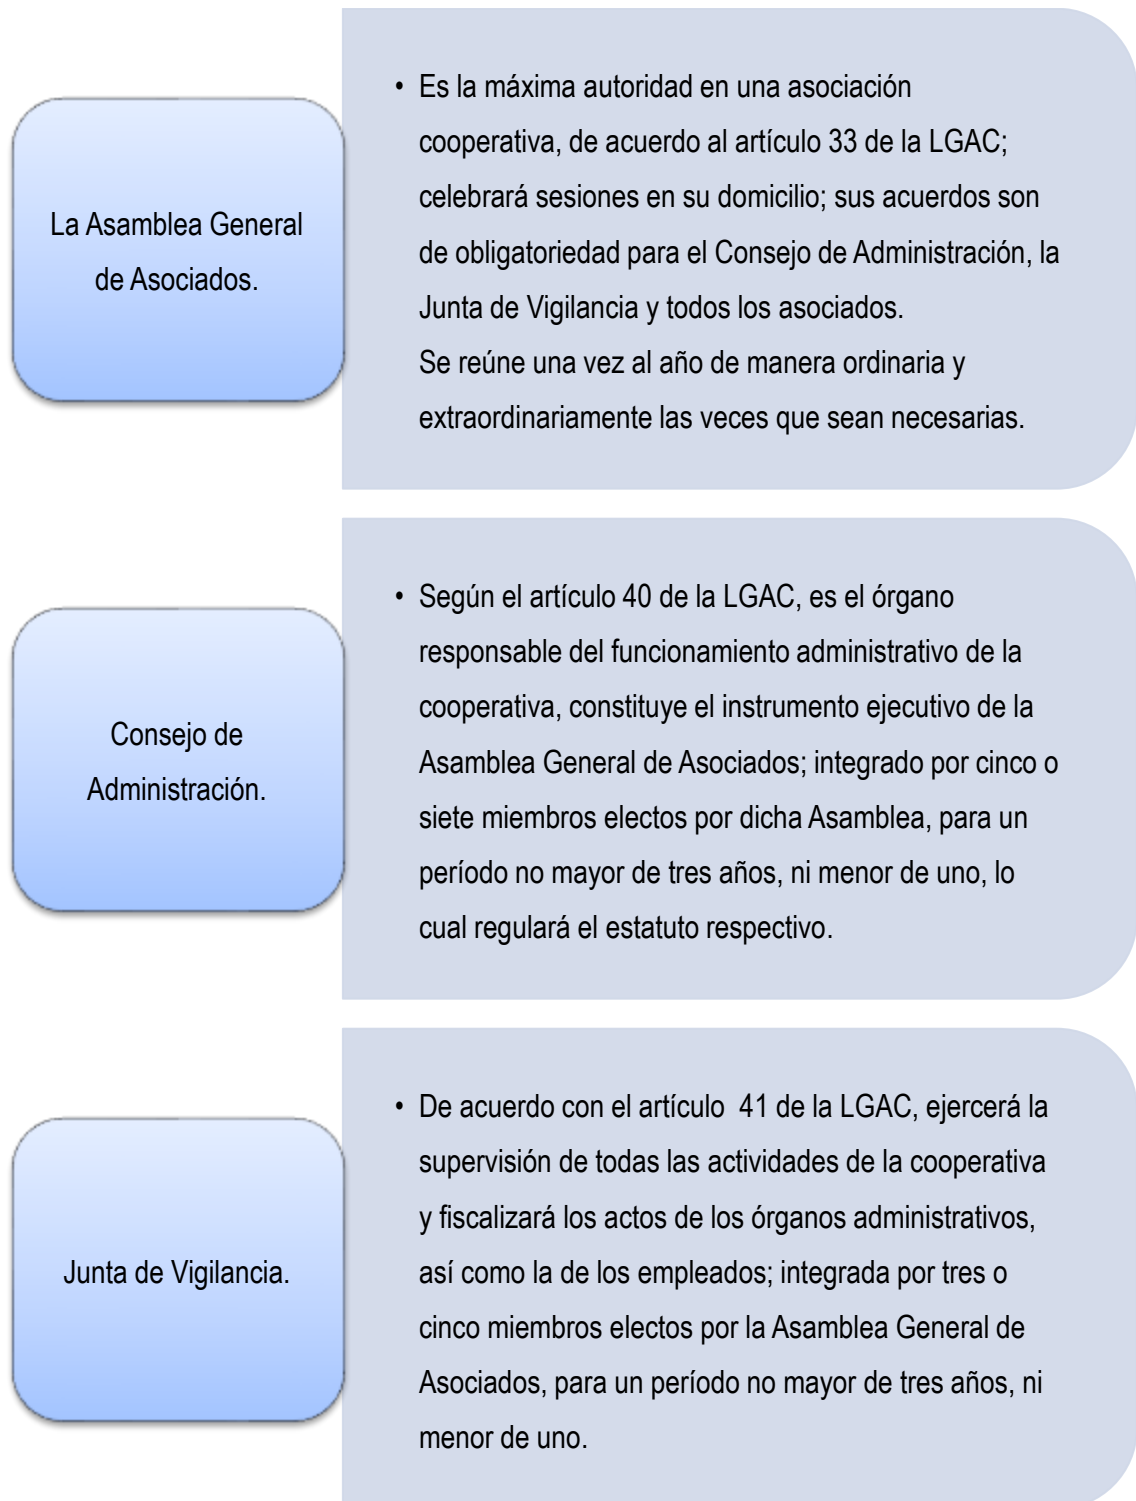 La Asamblea General
de Asociados.
• Es la máxima autoridad en una asociación
cooperativa, de acuerdo al artículo 33 de la LGAC;
celebrará sesiones en su domicilio; sus acuerdos son
de obligatoriedad para el Consejo de Administración, la
Junta de Vigilancia y todos los asociados.
Se reúne una vez al año de manera ordinaria y
extraordinariamente las veces que sean necesarias.
Consejo de
Administración.
• Según el artículo 40 de la LGAC, es el órgano
responsable del funcionamiento administrativo de la
cooperativa, constituye el instrumento ejecutivo de la
Asamblea General de Asociados; integrado por cinco o
siete miembros electos por dicha Asamblea, para un
período no mayor de tres años, ni menor de uno, lo
cual regulará el estatuto respectivo.
Junta de Vigilancia.
• De acuerdo con el artículo  41 de la LGAC, ejercerá la
supervisión de todas las actividades de la cooperativa
y fiscalizará los actos de los órganos administrativos,
así como la de los empleados; integrada por tres o
cinco miembros electos por la Asamblea General de
Asociados, para un período no mayor de tres años, ni
menor de uno.